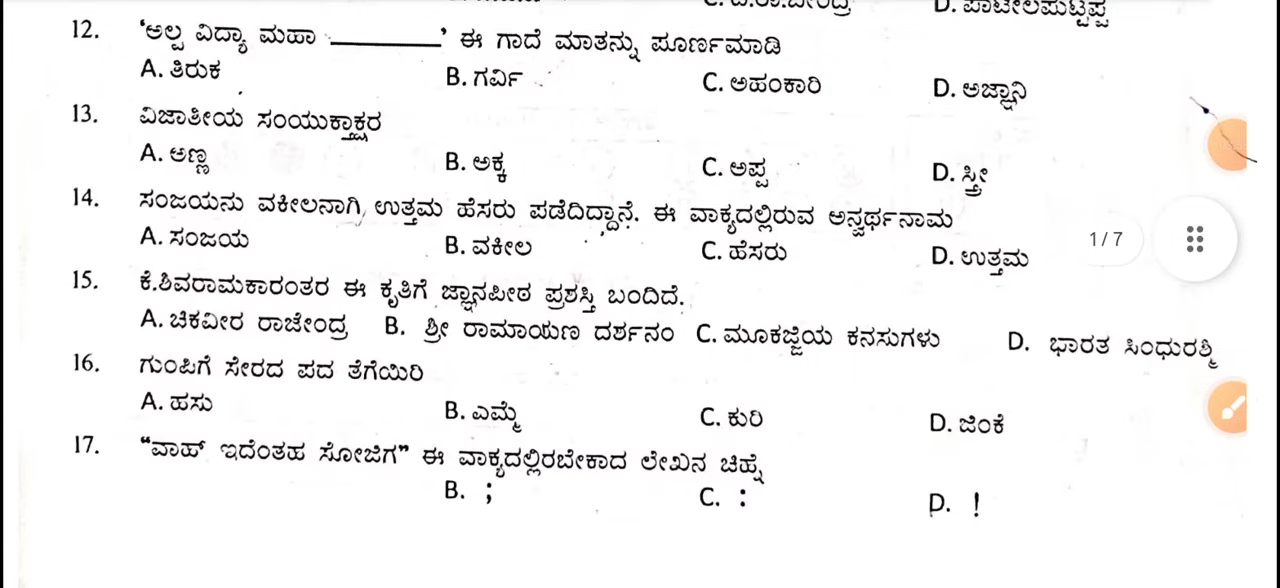 D. ಪಾಟೀಲಪುಟ್ಟಪ್ಪ
12. ‘ಅಲ್ಪ ವಿದ್ಯಾ ಮಹಾ ________’ ಈ ಗಾದೆ ಮಾತನ್ನು ಪೂರ್ಣಮಾಡಿ
A. ತಿರುಕ B. ಗರ್ವಿ C. ಅಹಂಕಾರಿ D. ಅಜ್ಞಾನಿ
13. ವಿಜಾತೀಯ ಸಂಯುಕ್ತಾಕ್ಷರ
A. ಅಣ್ಣ B. ಅಕ್ಕ C. ಅಪ್ಪ D. ಸ್ತ್ರೀ
14. ಸಂಜಯನು ವಕೀಲನಾಗಿ ಉತ್ತಮ ಹೆಸರು ಪಡೆದಿದ್ದಾನೆ. ಈ ವಾಕ್ಯದಲ್ಲಿರುವ ಅನ್ವರ್ಥನಾಮ
A. ಸಂಜಯ B. ವಕೀಲ C. ಹೆಸರು D. ಉತ್ತಮ
15. ಕೆ.ಶಿವರಾಮಕಾರಂತರ ಈ ಕೃತಿಗೆ ಜ್ಞಾನಪೀಠ ಪ್ರಶಸ್ತಿ ಬಂದಿದೆ.
A. ಚಿಕವೀರ ರಾಜೇಂದ್ರ B. ಶ್ರೀ ರಾಮಾಯಣ ದರ್ಶನಂ C. ಮೂಕಜ್ಜಿಯ ಕನಸುಗಳು D. ಭಾರತ ಸಿಂಧುರಶ್ಮಿ
16. ಗುಂಪಿಗೆ ಸೇರದ ಪದ ತೆಗೆಯಿರಿ
A. ಹಸು B. ಎಮ್ಮೆ C. ಕುರಿ D. ಜಿಂಕೆ
17. “ವಾಹ್ ಇದೆಂತಹ ಸೋಜಿಗ” ಈ ವಾಕ್ಯದಲ್ಲಿರಬೇಕಾದ ಲೇಖನ ಚಿಹ್ನೆ
B. ; C. : D. !
1/7